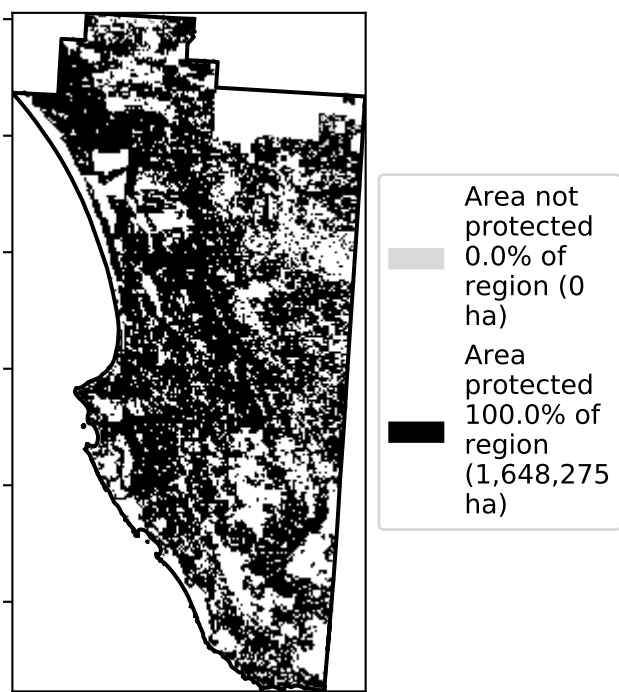 Area not
protected
0.0% of
region (0
ha)
Area
protected
100.0% of
region
(1,648,275
ha)